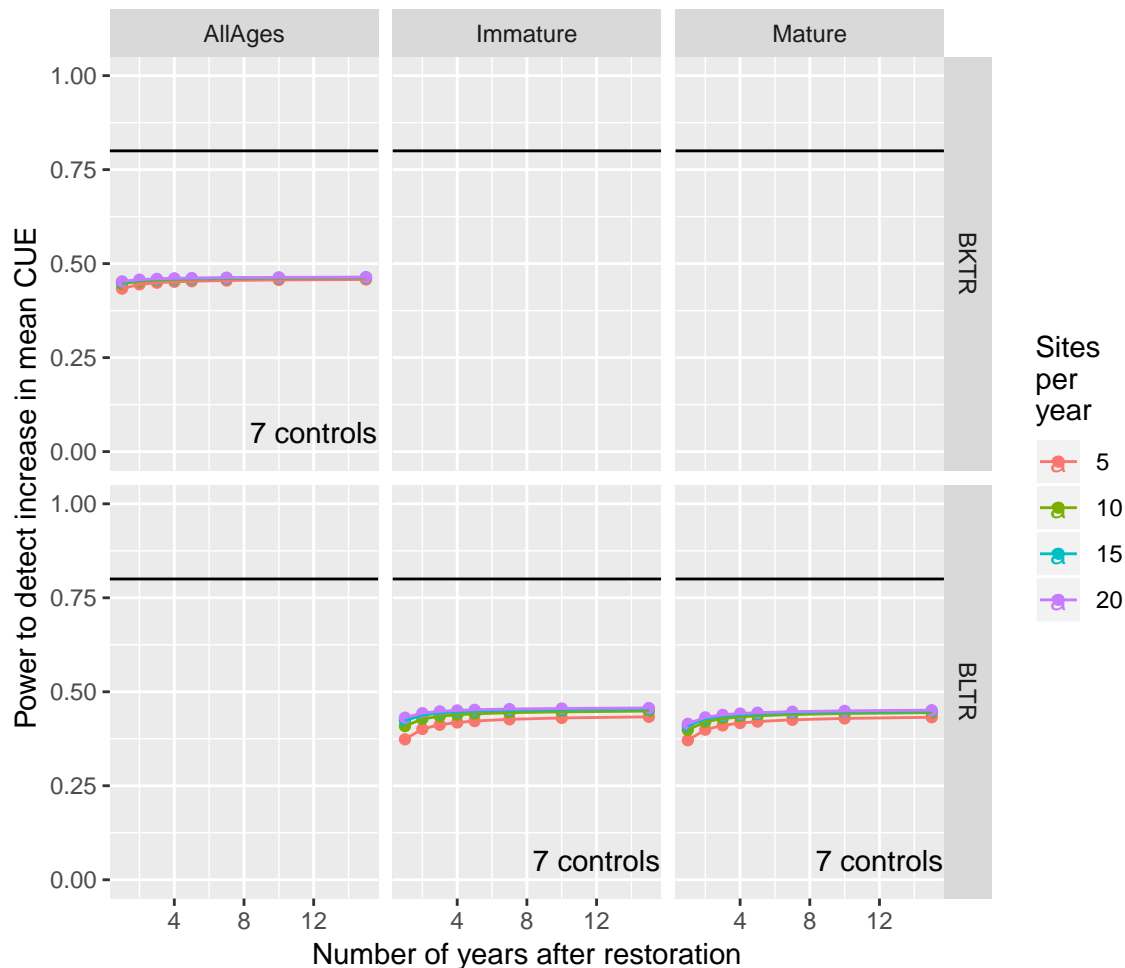 AllAges
Immature
Mature
Power to detect increase in mean CUE
1.00
0.75
0.50
0.25
0.00
7 controls
BKTR
1.00
0.75
0.50
0.25
0.00
7 controls
7 controls
BLTR
4 8 12
4 8 12
4 8 12
Number of years after restoration
Sites
per
year
a 5
a 10
a 15
a 20